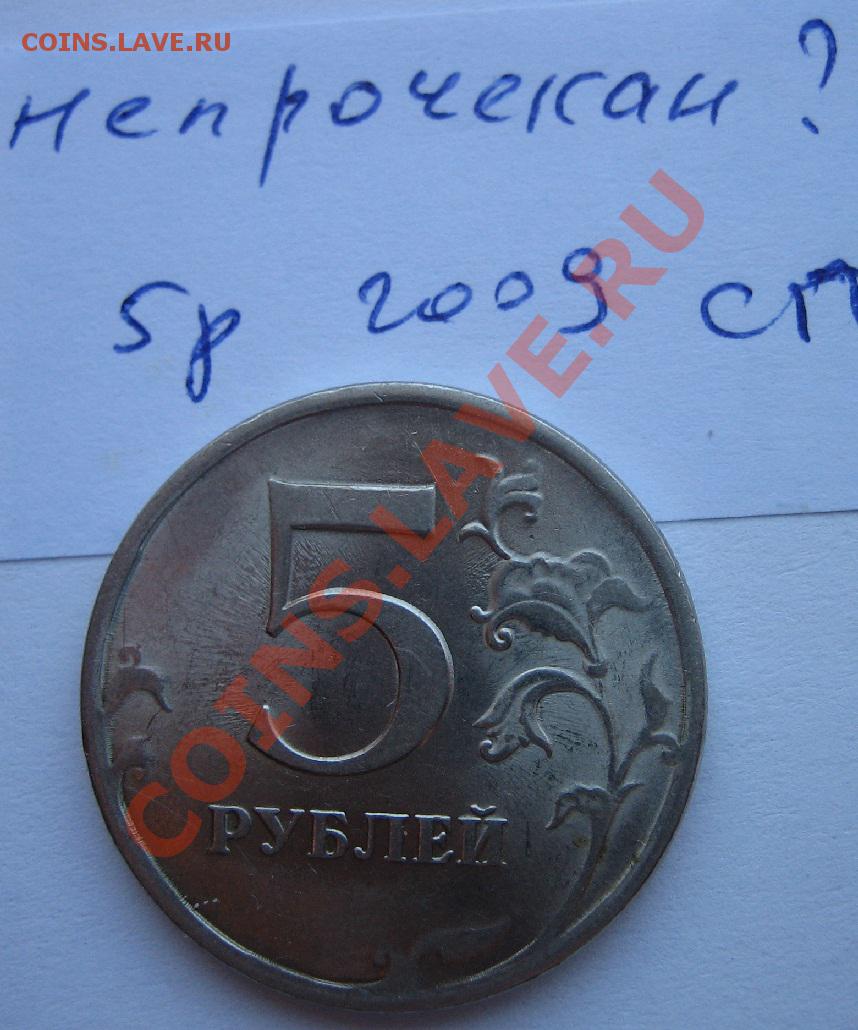 COINS.LAVE.RU
непрочекан ?
5р 2009 сп
COINS.LAVE.RU
5
РУБЛЕЙ